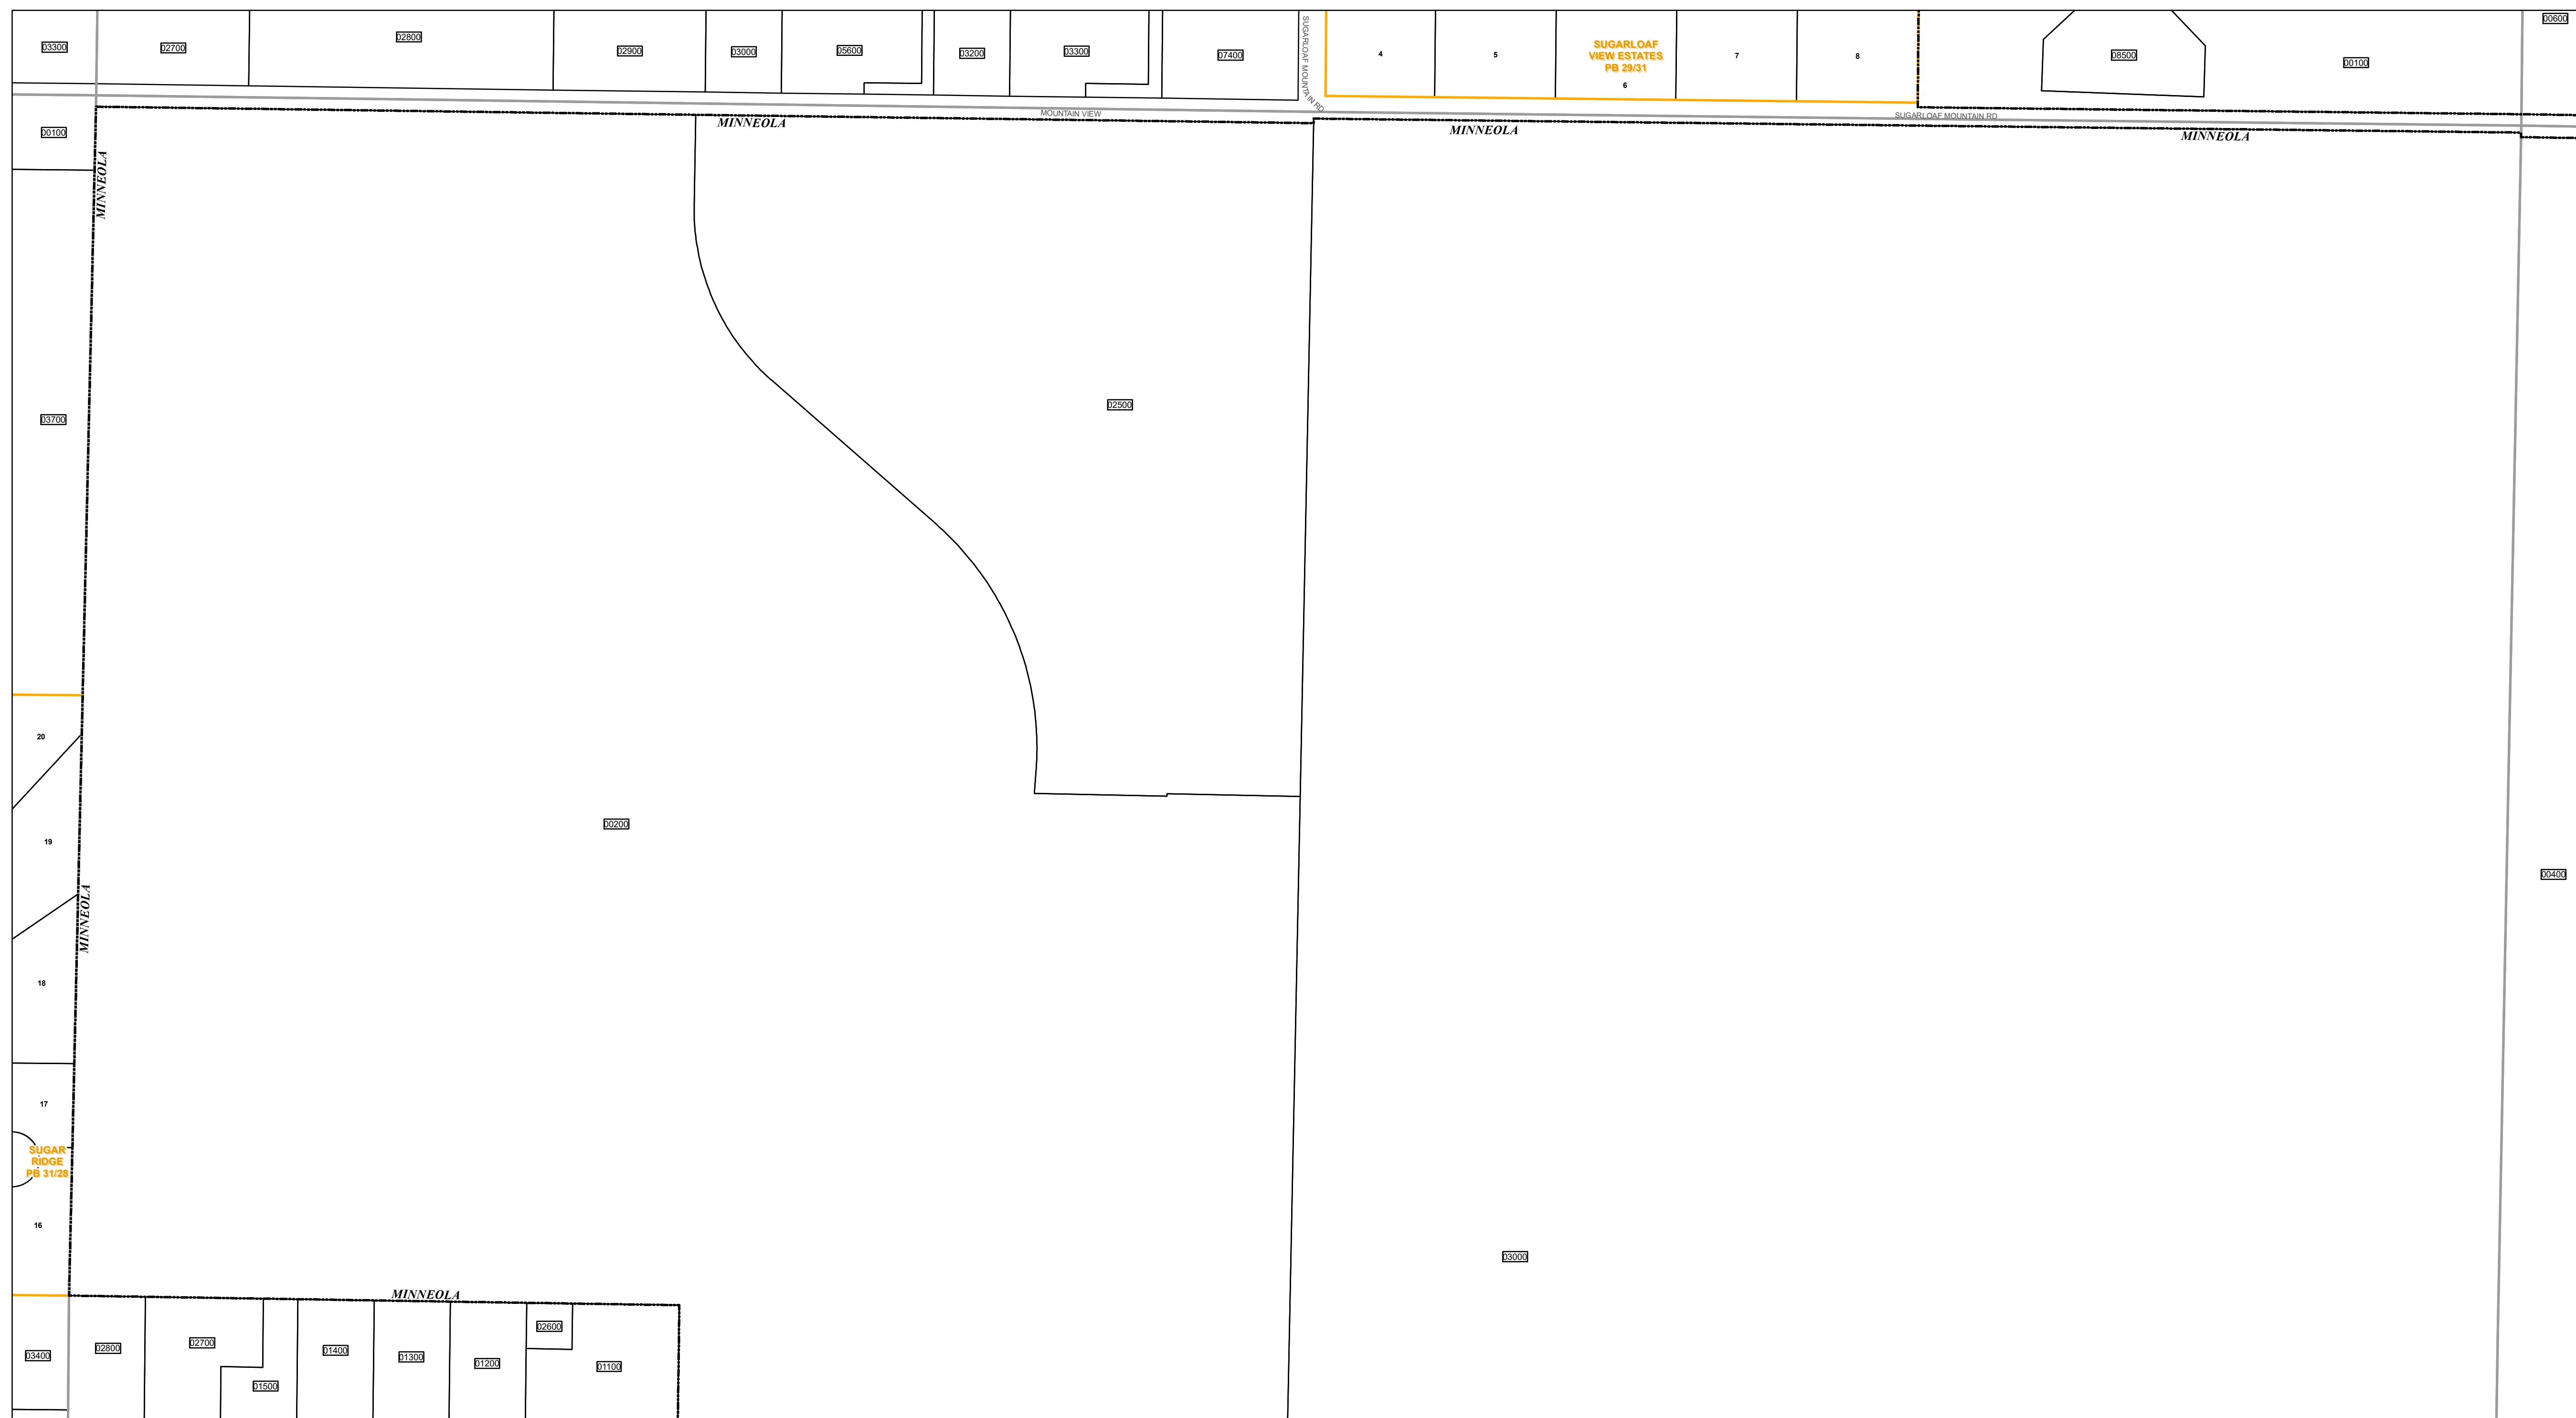 03300
02700
02800
02900
03000
05600
03200
03300
07400
SUGARLOAF MOUNTAIN RD
4
5
SUGARLOAF
VIEW ESTATES
PB 29/31
6
7
8
08500
00100
00600
00100
MINNEOLA
MOUNTAIN VIEW
MINNEOLA
SUGARLOAF MOUNTAIN RD
MINNEOLA
MINNEOLA
03700
02500
20
19
00200
00400
MINNEOLA
18
17
SUGAR
RIDGE
PB 31/28
16
03000
MINNEOLA
03400
02800
02700
01500
01400
01300
01200
02600
01100